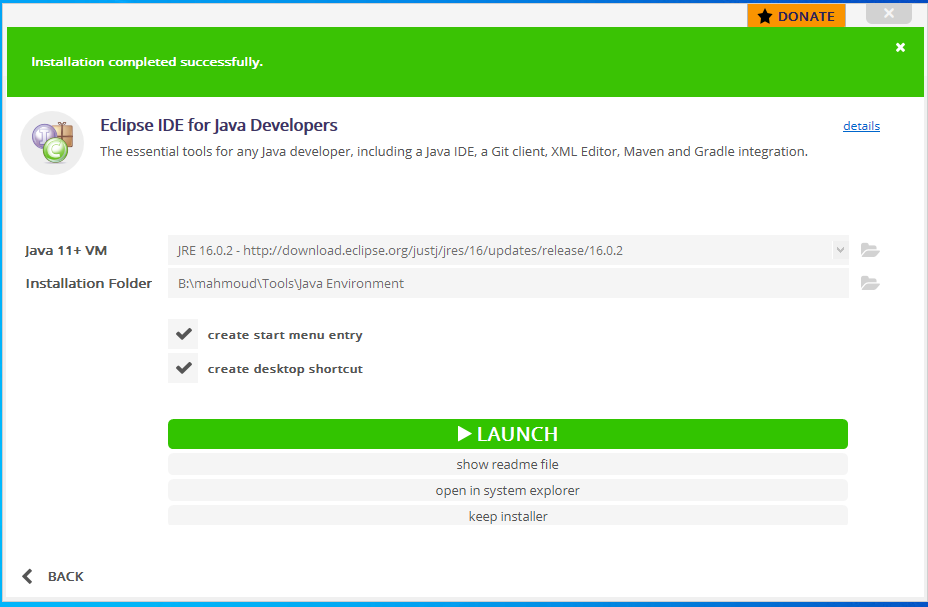 DONATE
Installation completed successfully.
Eclipse IDE for Java Developers
details
The essential tools for any Java developer, including a Java IDE, a Git client, XML Editor, Maven and Gradle integration.
Java 11+ VM
JRE 16.0.2 - http://download.eclipse.org/justj/jres/16/updates/release/16.0.2
Installation Folder
B:\mahmoud\Tools\Java Environment
create start menu entry
create desktop shortcut
LAUNCH
show readme file
open in system explorer
keep installer
BACK